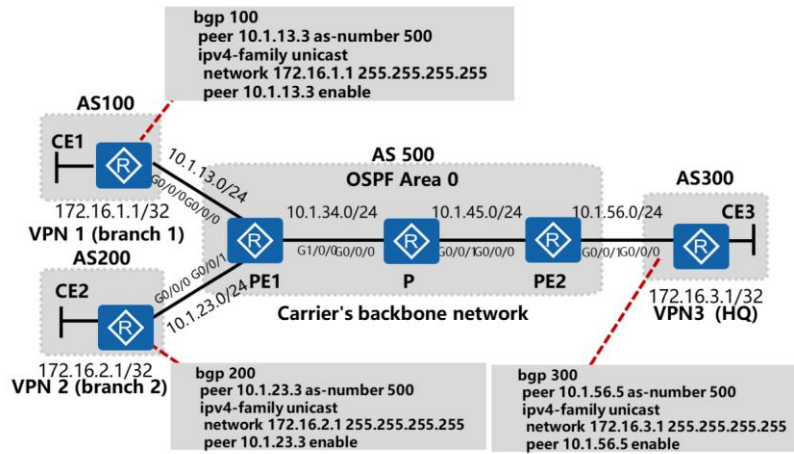 bgp 100
peer 10.1.13.3 as-number 500
ipv4-family unicast
network 172.16.1.1 255.255.255.255
peer 10.1.13.3 enable
AS100
CE1
R
172.16.1.1/32
VPN 1 (branch 1)
10.1.13.0/24
G0/0/0
G0/0/0
AS 500
OSPF Area 0
10.1.34.0/24
10.1.45.0/24
10.1.56.0/24
R
R
R
G1/0/0
G0/0/0
G0/0/1
G0/0/0
G0/0/1
G0/0/0
PE1
P
PE2
Carrier's backbone network
AS300
CE3
R
172.16.3.1/32
VPN3 (HQ)
AS200
CE2
R
G0/0/0
G0/0/1
10.1.23.0/24
172.16.2.1/32
VPN 2 (branch 2)
bgp 200
peer 10.1.23.3 as-number 500
ipv4-family unicast
network 172.16.2.1 255.255.255.255
peer 10.1.23.3 enable
bgp 300
peer 10.1.56.5 as-number 500
ipv4-family unicast
network 172.16.3.1 255.255.255.255
peer 10.1.56.5 enable